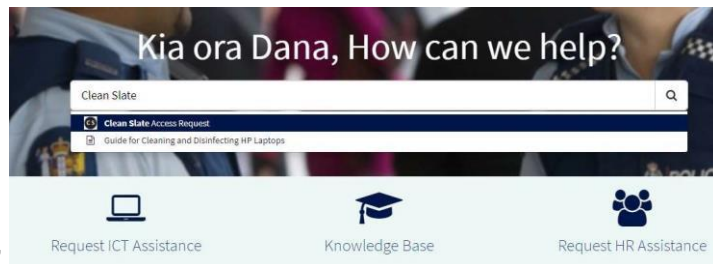 Kia ora Dana, How can we help?
Clean Slate
CS Clean Slate Access Request
Guide for Cleaning and Disinfecting HP Laptops
Request ICT Assistance
Knowledge Base
Request HR Assistance